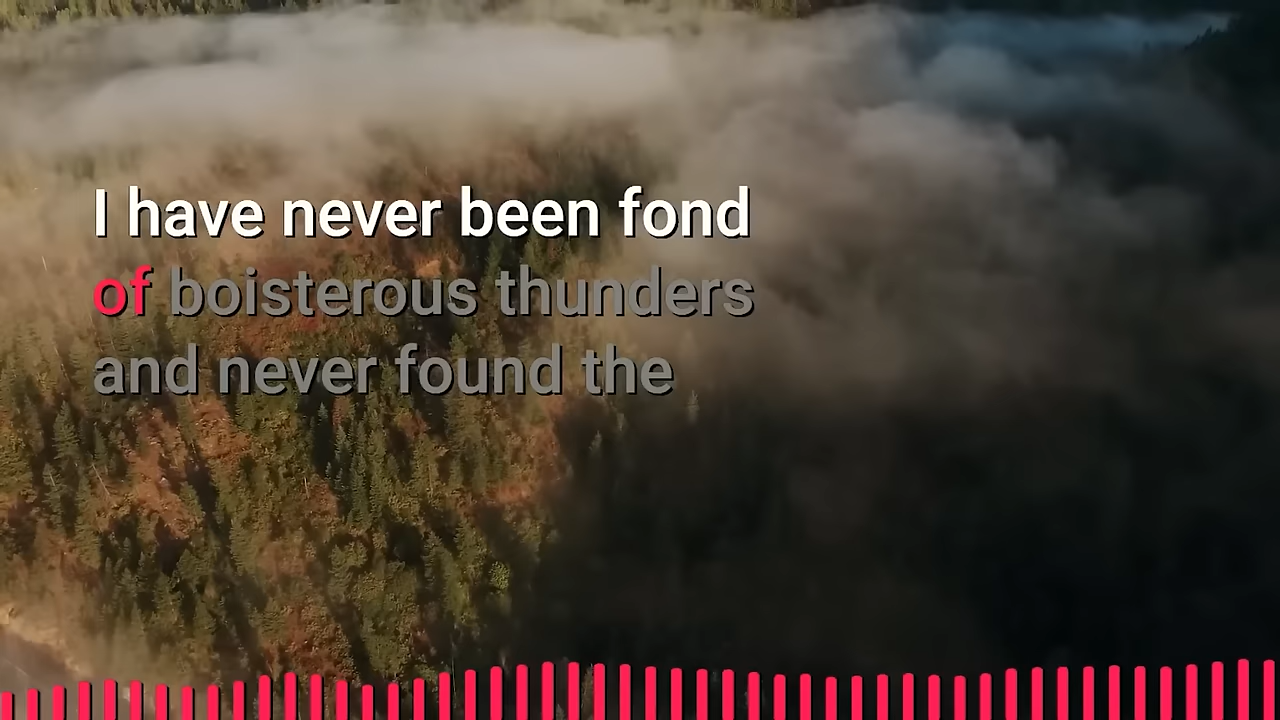 I have never been fond
of boisterous thunders
and never found the